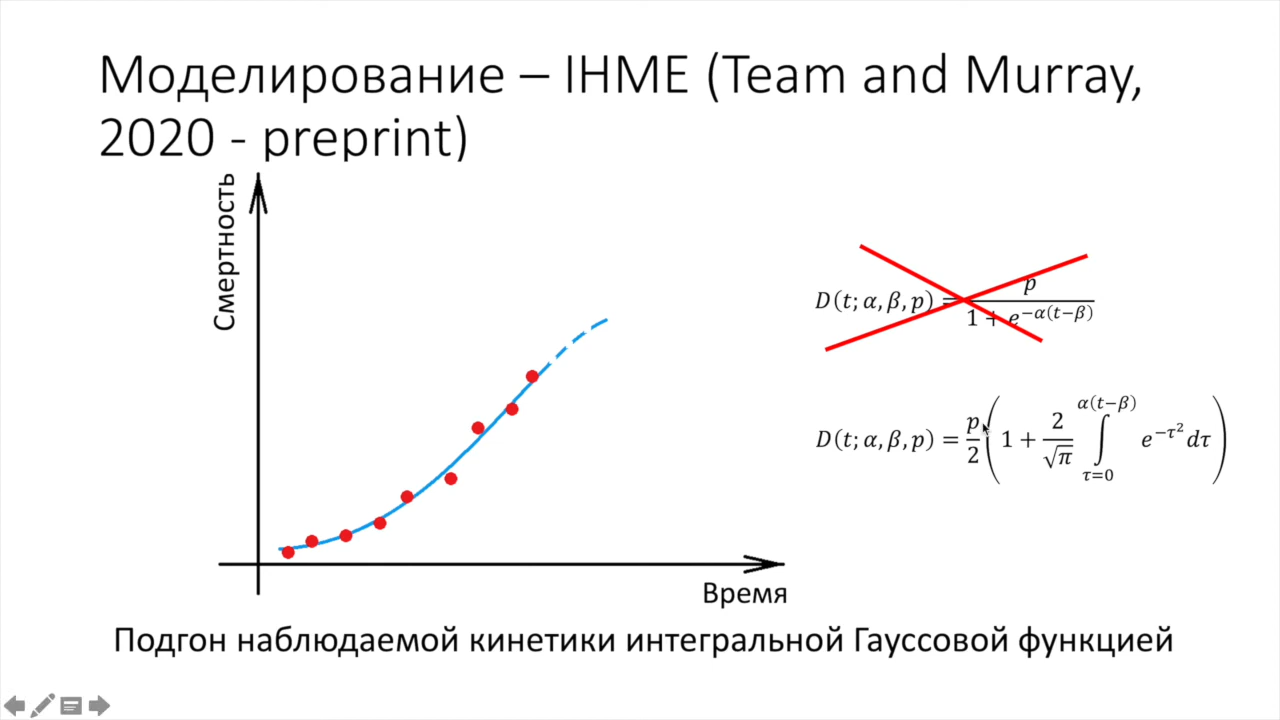 Моделирование – IHME (Team and Murray,
2020 - preprint)
Смертность
D(t; α, β, p) = p / (1 + e^{−α(t−β)})
D(t; α, β, p) = p/2 (1 + 2/√π ∫_{τ=0}^{α(t−β)} e^{−τ²} dτ)
Время
Подгон наблюдаемой кинетики интегральной Гауссовой функцией